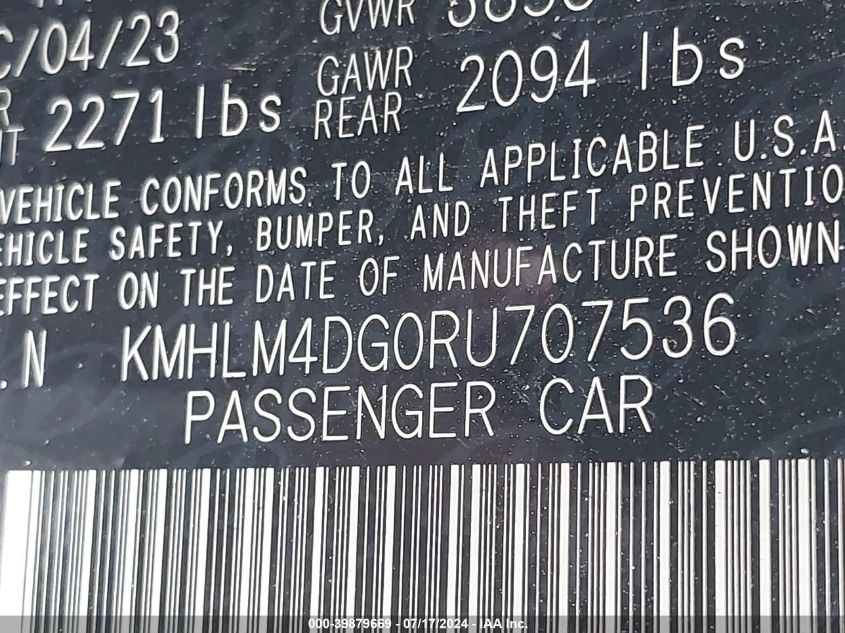 GVWR
C/04/23
GAWR 2094 lbs
2271 lbs REAR
VEHICLE CONFORMS TO ALL APPLICABLE U.S.A.
VEHICLE SAFETY, BUMPER, AND THEFT PREVENTIO
EFFECT ON THE DATE OF MANUFACTURE SHOWN
.N KMHLM4DG0RU707536
PASSENGER CAR
000-39879669 - 07/17/2024 - IAA Inc.